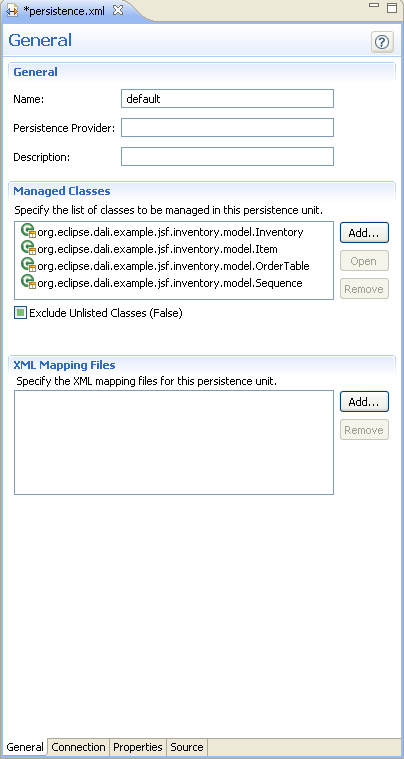 *persistence.xml
General
General
Name:
default
Persistence Provider:
Description:
Managed Classes
Specify the list of classes to be managed in this persistence unit.
org.eclipse.dali.example.jsf.inventory.model.Inventory
org.eclipse.dali.example.jsf.inventory.model.Item
org.eclipse.dali.example.jsf.inventory.model.OrderTable
org.eclipse.dali.example.jsf.inventory.model.Sequence
Add...
Open
Remove
Exclude Unlisted Classes (False)
XML Mapping Files
Specify the XML mapping files for this persistence unit.
Add...
Remove
General Connection Properties Source